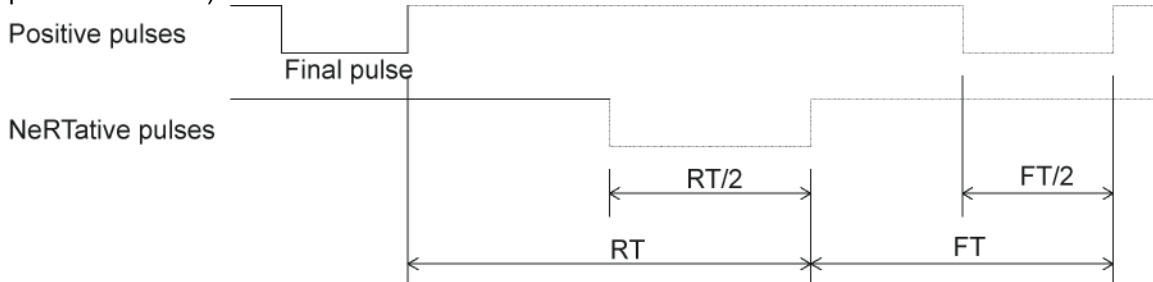 Positive pulses
Final pulse
NeRTative pulses
RT/2
FT/2
RT
FT